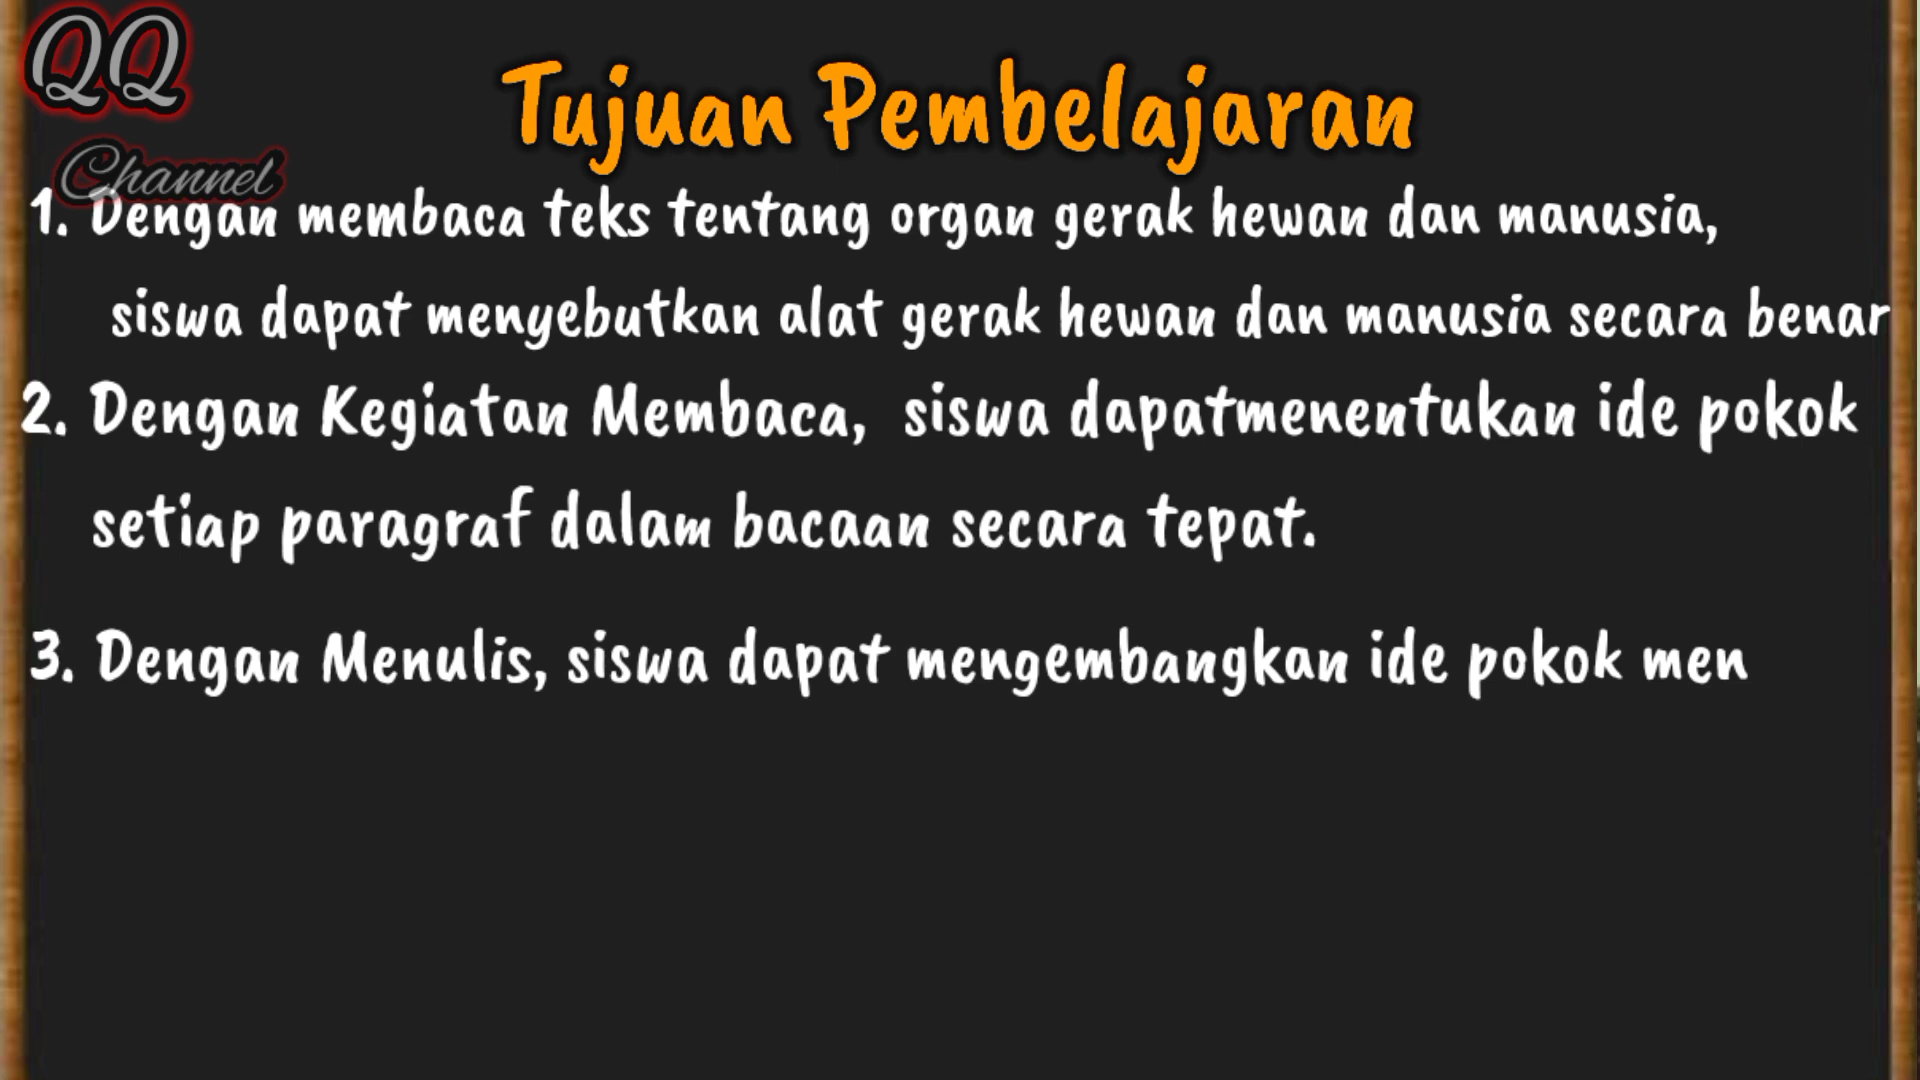 QQ
Channel
Tujuan Pembelajaran
1. Dengan membaca teks tentang organ gerak hewan dan manusia,
siswa dapat menyebutkan alat gerak hewan dan manusia secara benar
2. Dengan Kegiatan Membaca, siswa dapatmenentukan ide pokok
setiap paragraf dalam bacaan secara tepat.
3. Dengan Menulis, siswa dapat mengembangkan ide pokok men